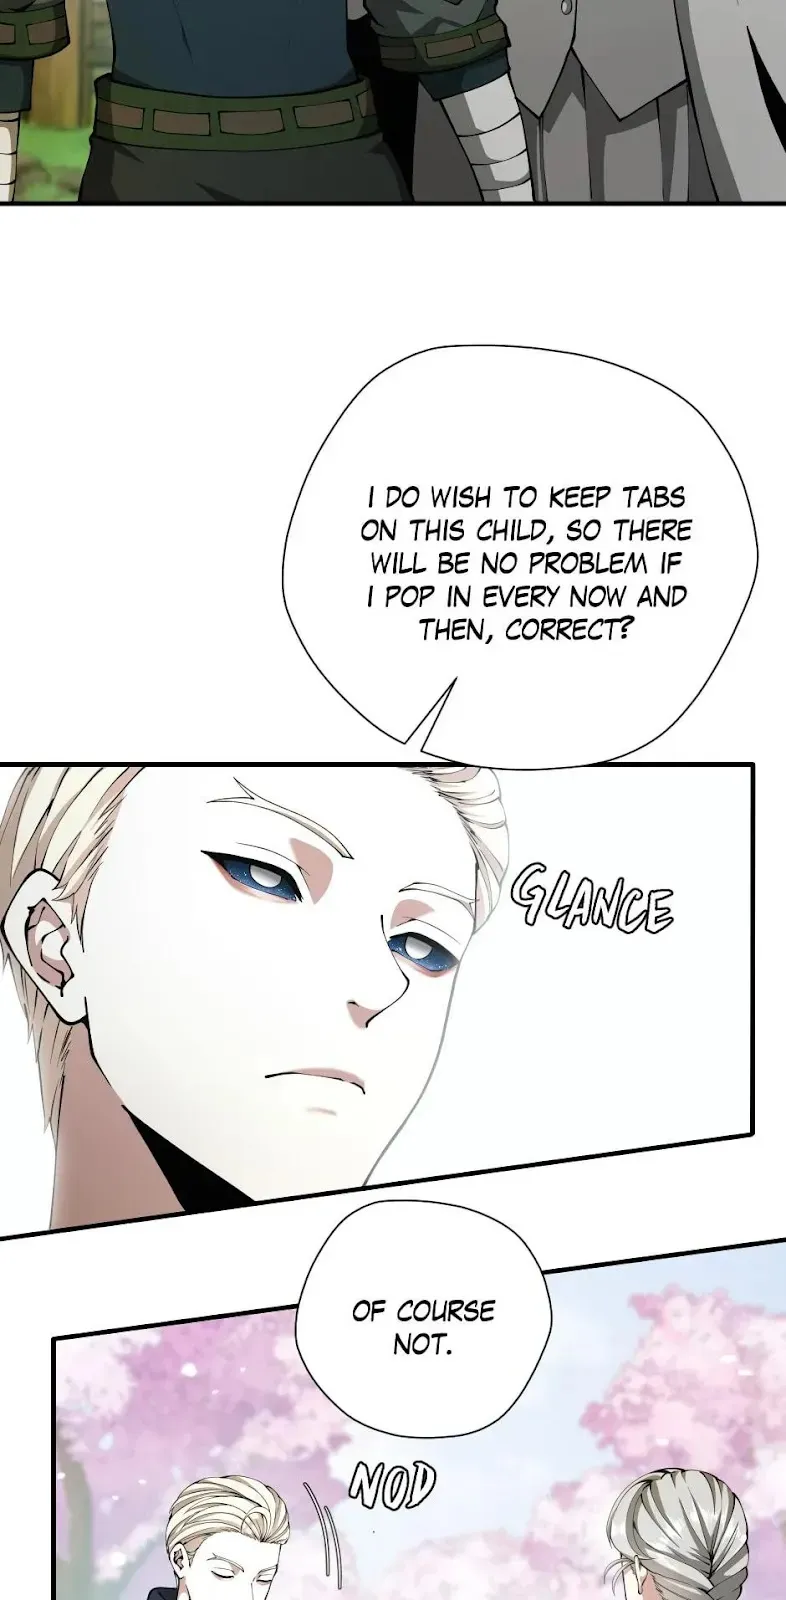 I DO WISH TO KEEP TABS
ON THIS CHILD, SO THERE
WILL BE NO PROBLEM IF
I POP IN EVERY NOW AND
THEN, CORRECT?
GLANCE
OF COURSE
NOT.
NOD